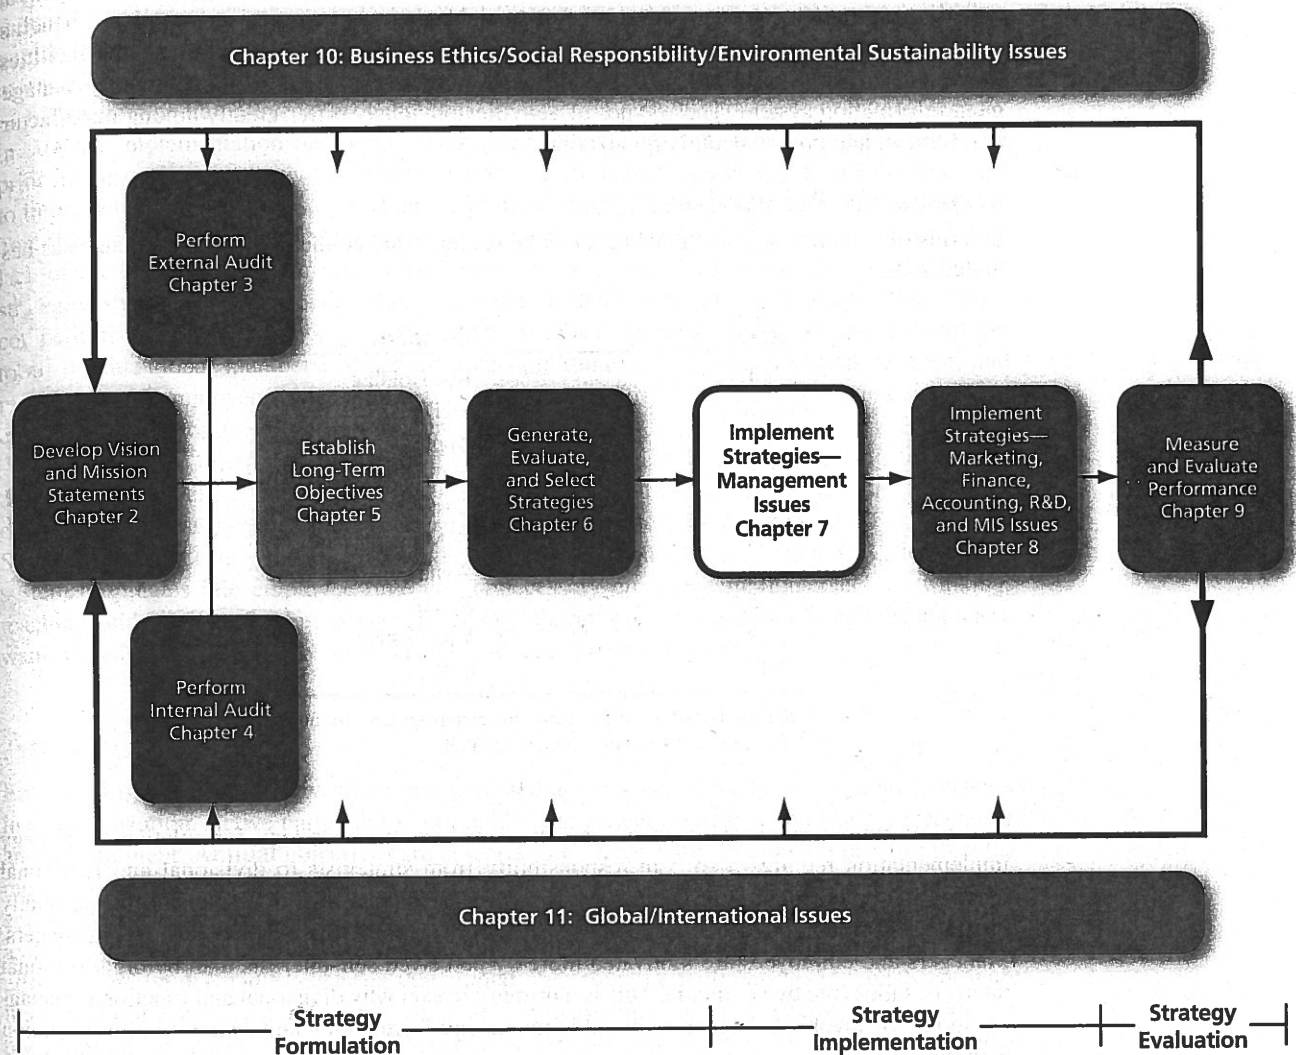 Chapter 10: Business Ethics/Social Responsibility/Environmental Sustainability Issues
Perform
External Audit
Chapter 3
Develop Vision
and Mission
Statements
Chapter 2
Establish
Long-Term
Objectives
Chapter 5
Generate,
Evaluate,
and Select
Strategies
Chapter 6
Implement
Strategies—
Management
Issues
Chapter 7
Implement
Strategies—
Marketing,
Finance,
Accounting, R&D,
and MIS Issues
Chapter 8
Measure
and Evaluate
Performance
Chapter 9
Perform
Internal Audit
Chapter 4
Chapter 11: Global/International Issues
Strategy
Formulation
Strategy
Implementation
Strategy
Evaluation